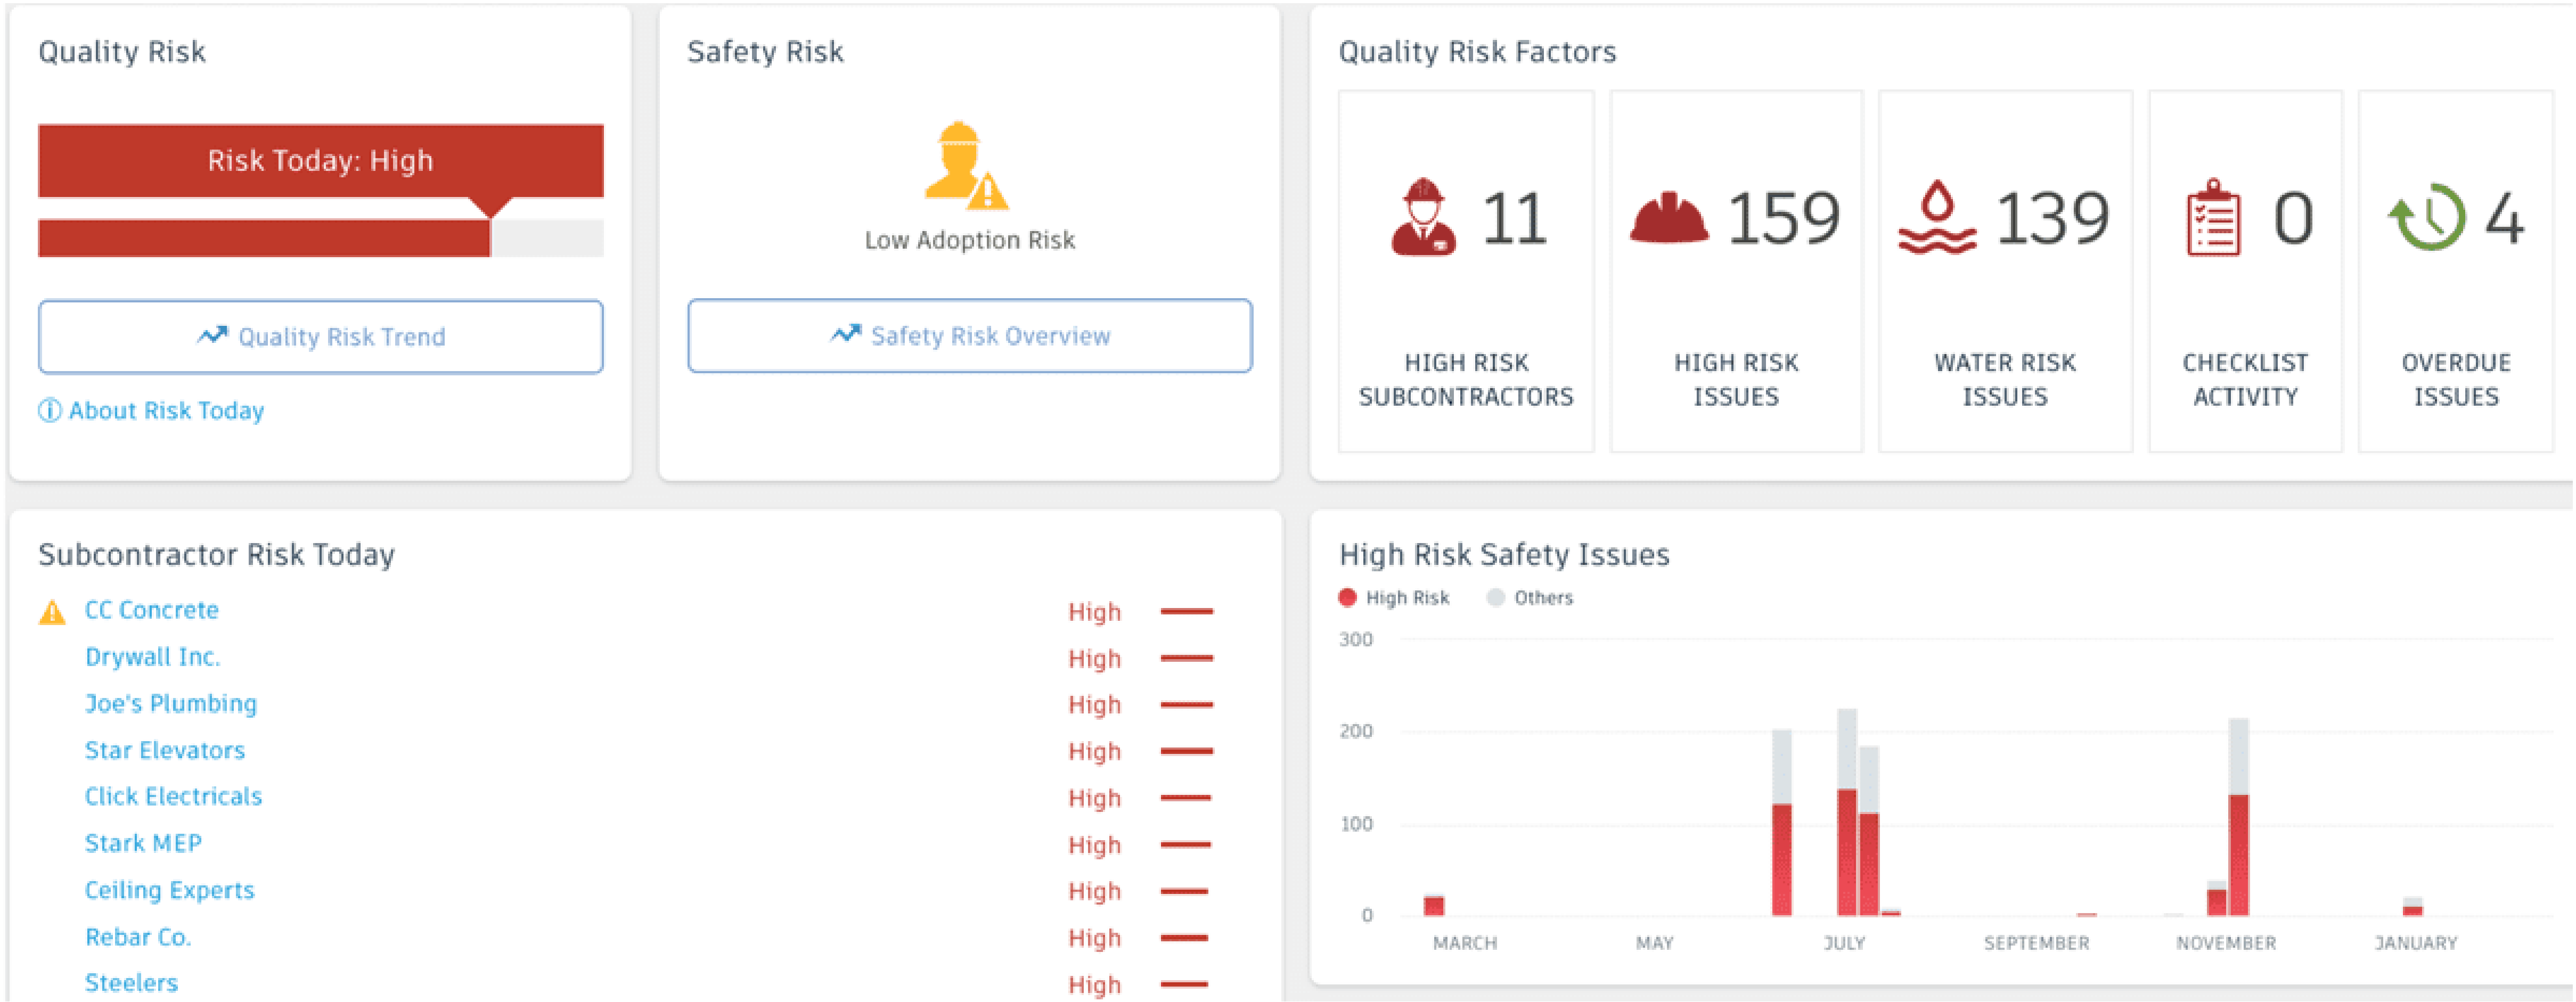 Quality Risk
Risk Today: High
Quality Risk Trend
About Risk Today
Safety Risk
Low Adoption Risk
Safety Risk Overview
Quality Risk Factors
11
HIGH RISK
SUBCONTRACTORS
159
HIGH RISK
ISSUES
139
WATER RISK
ISSUES
0
CHECKLIST
ACTIVITY
4
OVERDUE
ISSUES
Subcontractor Risk Today
CC Concrete High
Drywall Inc. High
Joe's Plumbing High
Star Elevators High
Click Electricals High
Stark MEP High
Ceiling Experts High
Rebar Co. High
Steelers High
High Risk Safety Issues
High Risk Others
300
200
100
0
MARCH MAY JULY SEPTEMBER NOVEMBER JANUARY